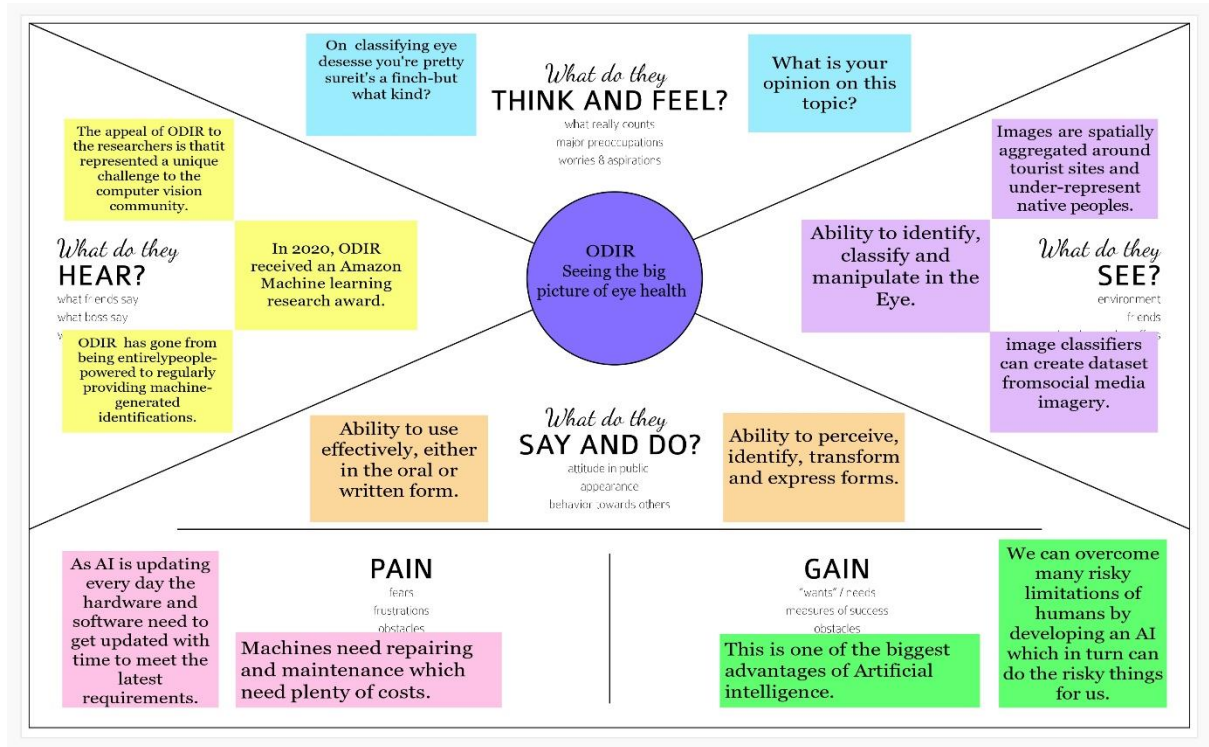 On classifying eye
desesse you're pretty
sureit's a finch-but
what kind?
What do they
THINK AND FEEL?
what really counts
major preoccupations
worries & aspirations
What is your
opinion on this
topic?
The appeal of ODIR to
the researchers is thatit
represented a unique
challenge to the
computer vision
community.
What do they
HEAR?
what friends say
what boss say
In 2020, ODIR
received an Amazon
Machine learning
research award.
ODIR has gone from
being entirelypeople-
powered to regularly
providing machine-
generated
identifications.
ODIR
Seeing the big
picture of eye health
Images are spatially
aggregated around
tourist sites and
under-represent
native peoples.
Ability to identify,
classify and
manipulate in the
Eye.
What do they
SEE?
environment
friends
image classifiers
can create dataset
fromsocial media
imagery.
Ability to use
effectively, either
in the oral or
written form.
What do they
SAY AND DO?
attitude in public
appearance
behavior towards others
Ability to perceive,
identify, transform
and express forms.
As AI is updating
every day the
hardware and
software need to
get updated with
time to meet the
latest
requirements.
PAIN
fears
frustrations
obstacles
Machines need repairing
and maintenance which
need plenty of costs.
GAIN
"wants" / needs
measures of success
obstacles
This is one of the biggest
advantages of Artificial
intelligence.
We can overcome
many risky
limitations of
humans by
developing an AI
which in turn can
do the risky things
for us.